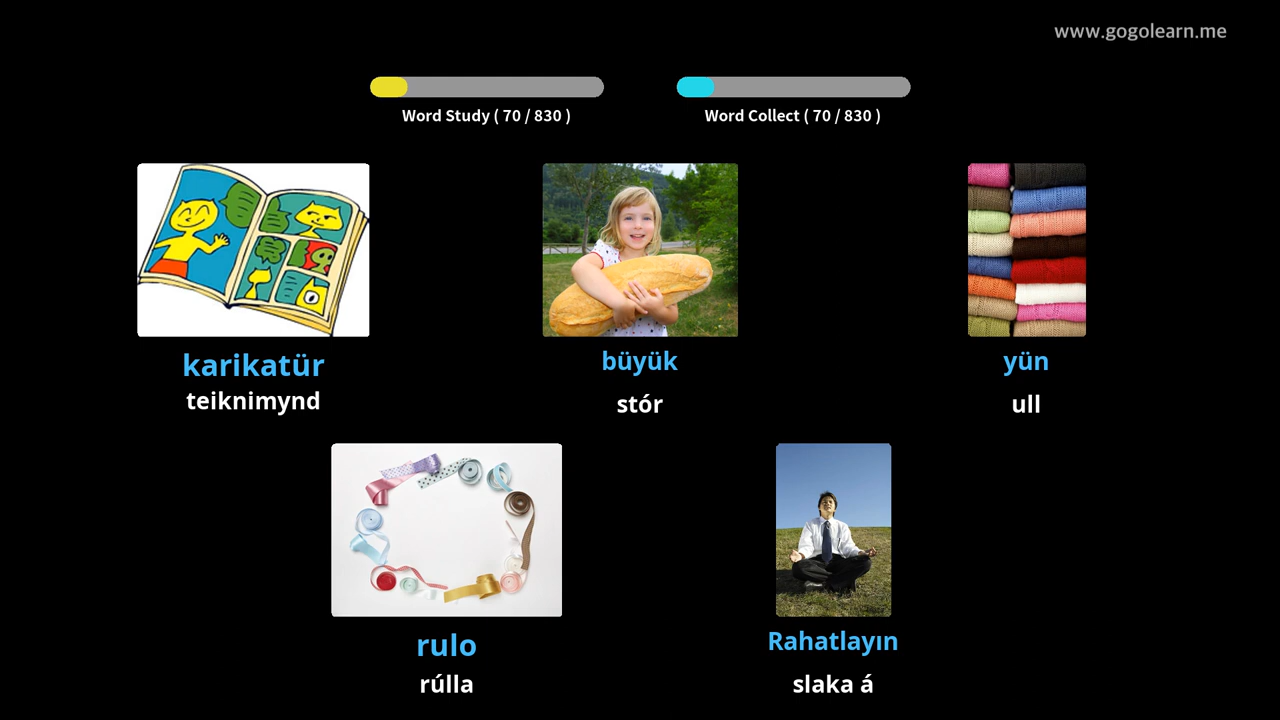 www.gogolearn.me
Word Study ( 70 / 830 )
Word Collect ( 70 / 830 )
karikatür
teiknimynd
büyük
stór
yün
ull
rulo
rúlla
Rahatlayın
slaka á